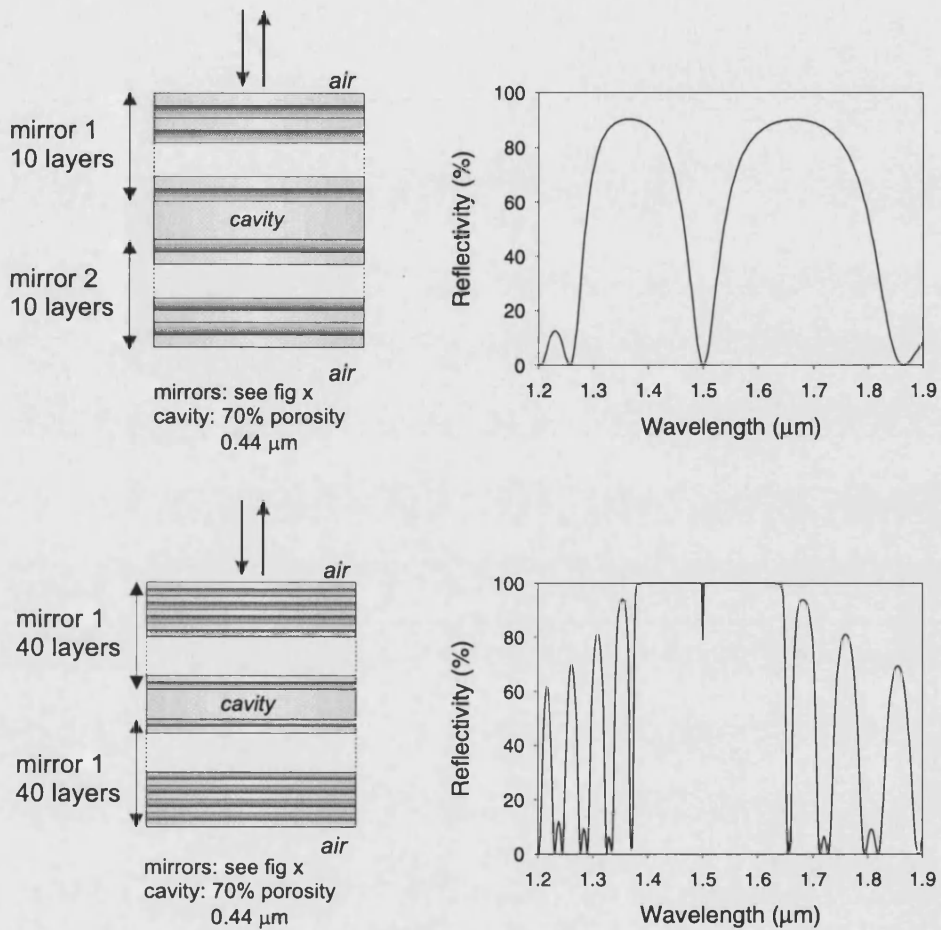 air
mirror 1
10 layers
cavity
mirror 2
10 layers
air
mirrors: see fig x
cavity: 70% porosity
0.44 μm
Reflectivity (%)
100
80
60
40
20
0
1.2 1.3 1.4 1.5 1.6 1.7 1.8 1.9
Wavelength (μm)
air
mirror 1
40 layers
cavity
mirror 1
40 layers
air
mirrors: see fig x
cavity: 70% porosity
0.44 μm
Reflectivity (%)
100
80
60
40
20
0
1.2 1.3 1.4 1.5 1.6 1.7 1.8 1.9
Wavelength (μm)